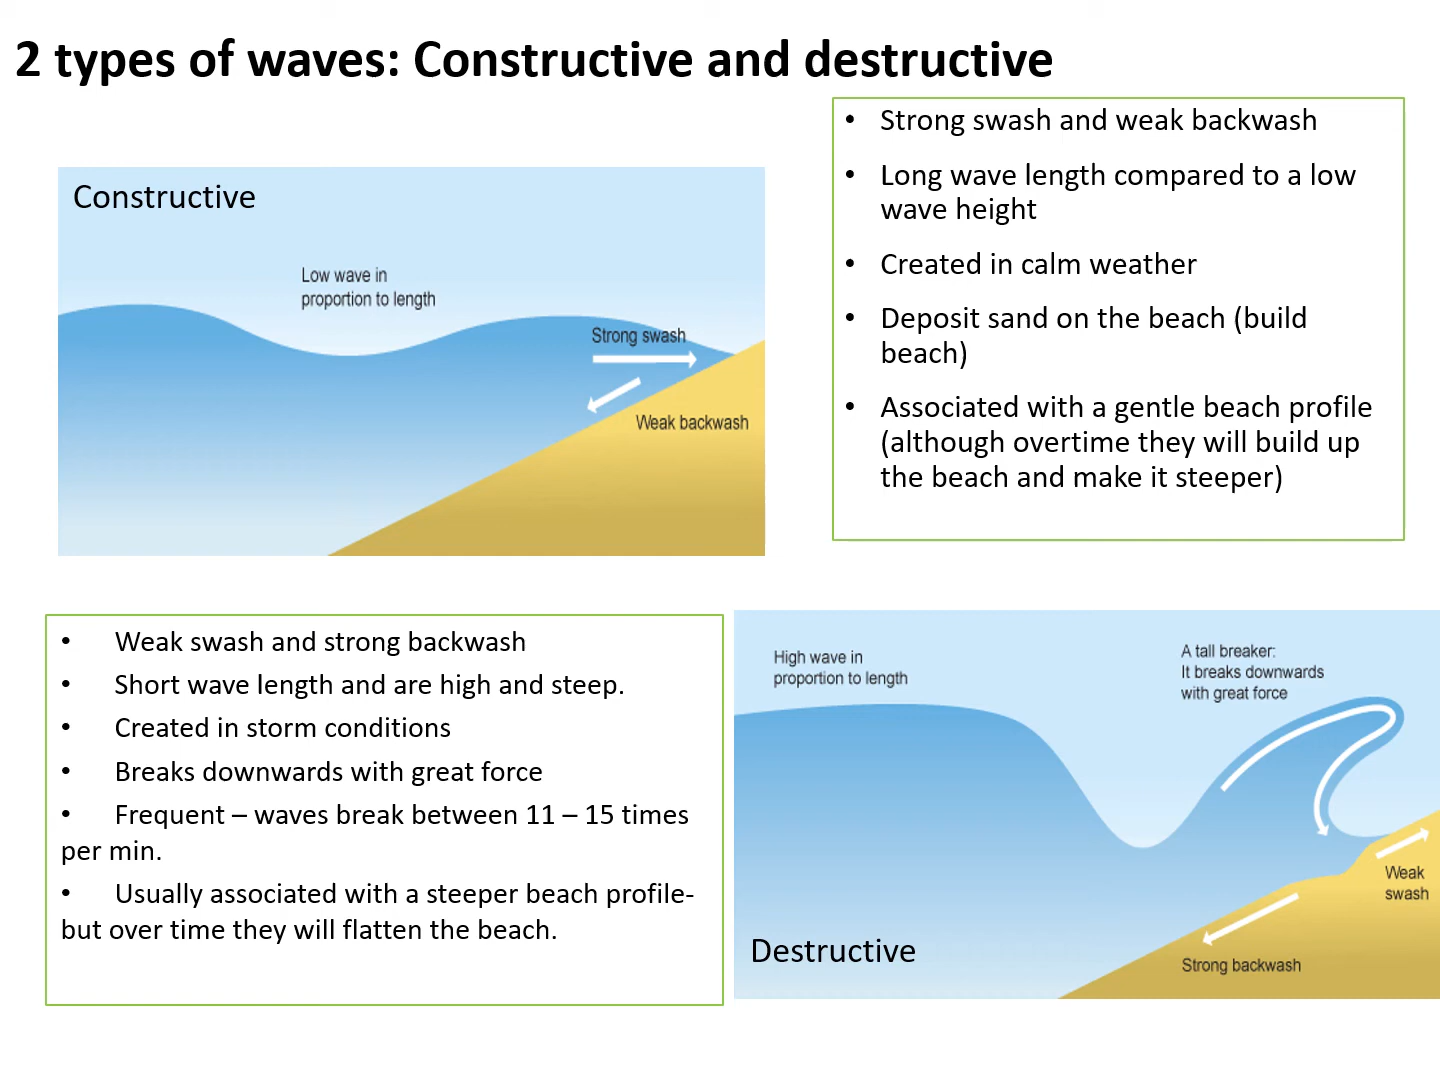 2 types of waves: Constructive and destructive
Constructive
Low wave in
proportion to length
Strong swash
Weak backwash
• Strong swash and weak backwash
• Long wave length compared to a low
wave height
• Created in calm weather
• Deposit sand on the beach (build
beach)
• Associated with a gentle beach profile
(although overtime they will build up
the beach and make it steeper)
• Weak swash and strong backwash
• Short wave length and are high and steep.
• Created in storm conditions
• Breaks downwards with great force
• Frequent – waves break between 11 – 15 times
per min.
• Usually associated with a steeper beach profile-
but over time they will flatten the beach.
High wave in
proportion to length
A tall breaker:
It breaks downwards
with great force
Weak
swash
Strong backwash
Destructive